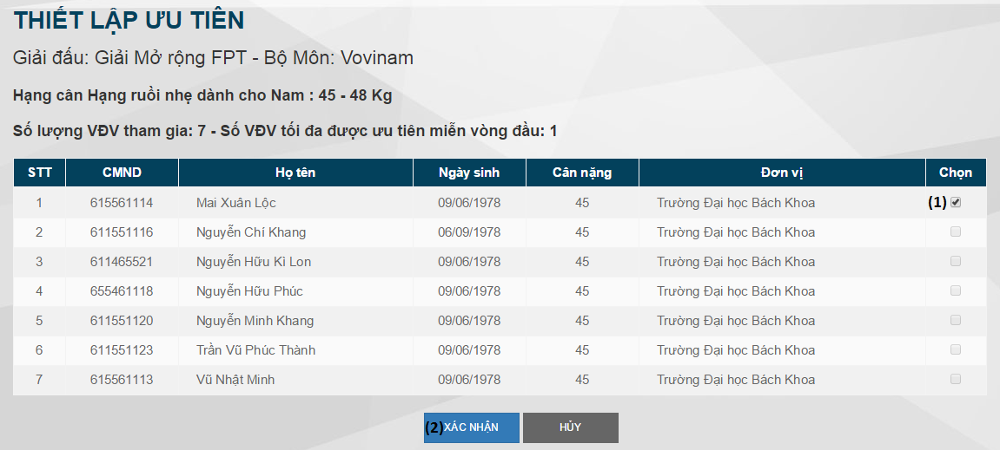 THIẾT LẬP ƯU TIÊN
Giải đấu: Giải Mở rộng FPT - Bộ Môn: Vovinam
Hạng cân Hạng ruồi nhẹ dành cho Nam : 45 - 48 Kg
Số lượng VĐV tham gia: 7 - Số VĐV tối đa được ưu tiên miễn vòng đầu: 1
STT CMND Họ tên Ngày sinh Cân nặng Đơn vị Chọn
1 615561114 Mai Xuân Lộc 09/06/1978 45 Trường Đại học Bách Khoa (1)
2 611551116 Nguyễn Chí Khang 06/09/1978 45 Trường Đại học Bách Khoa
3 611465521 Nguyễn Hữu Kì Lon 09/06/1978 45 Trường Đại học Bách Khoa
4 655461118 Nguyễn Hữu Phúc 09/06/1978 45 Trường Đại học Bách Khoa
5 611551120 Nguyễn Minh Khang 09/06/1978 45 Trường Đại học Bách Khoa
6 611551123 Trần Vũ Phúc Thành 09/06/1978 45 Trường Đại học Bách Khoa
7 615561113 Vũ Nhật Minh 09/06/1978 45 Trường Đại học Bách Khoa
(2) XÁC NHẬN HỦY